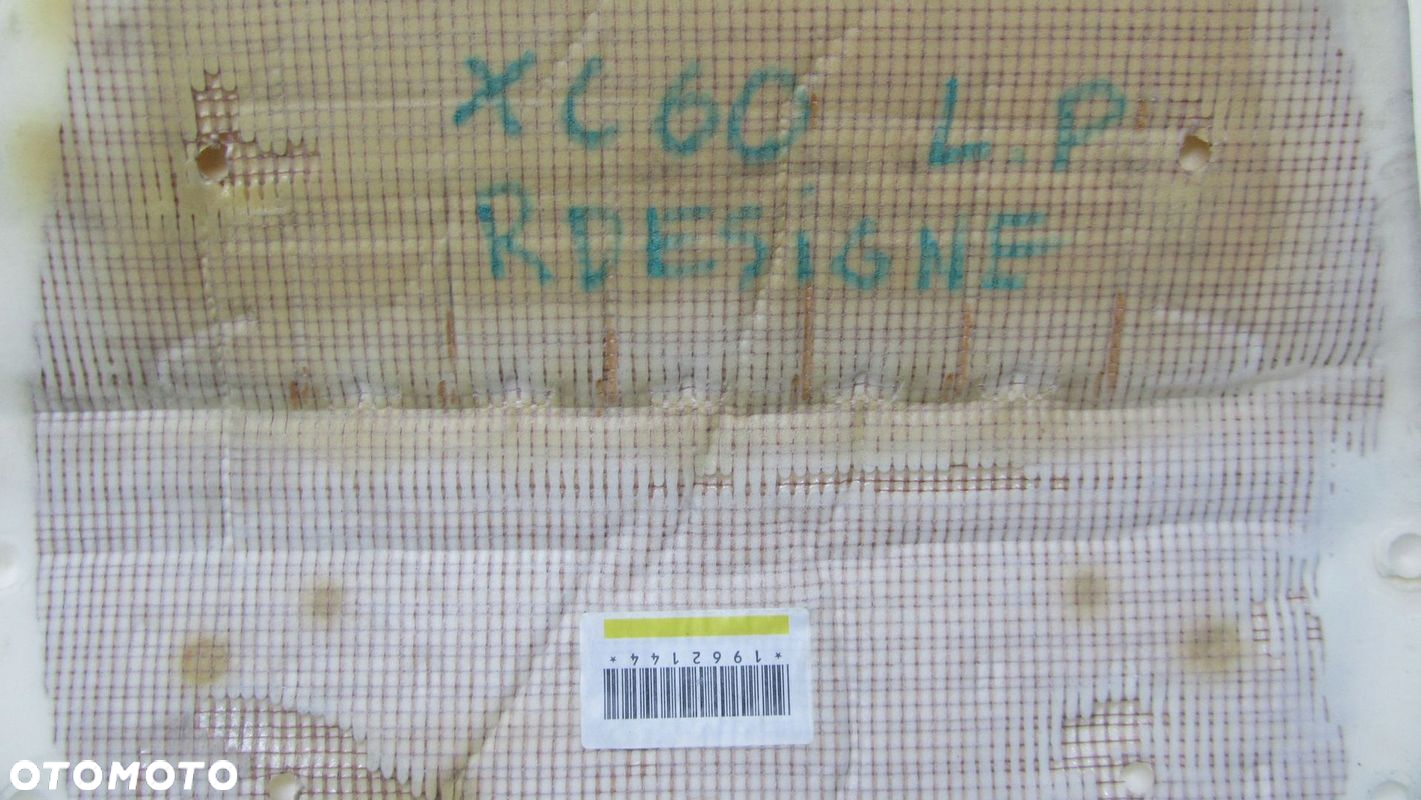 XC60 L.P
RDESiGNE
*1962144*
OTOMOTO